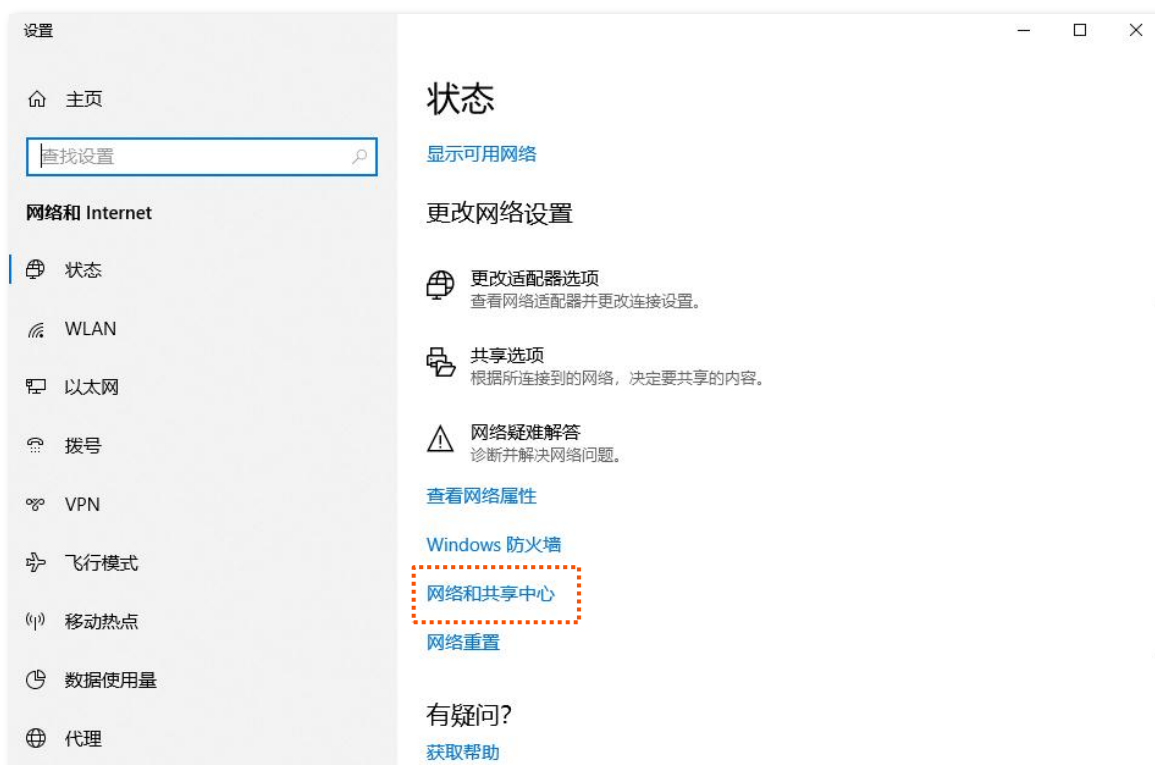 设置
主页
查找设置
网络和 Internet
状态
WLAN
以太网
拨号
VPN
飞行模式
移动热点
数据使用量
代理
状态
显示可用网络
更改网络设置
更改适配器选项
查看网络适配器并更改连接设置。
共享选项
根据所连接到的网络，决定要共享的内容。
网络疑难解答
诊断并解决网络问题。
查看网络属性
Windows 防火墙
网络和共享中心
网络重置
有疑问?
获取帮助